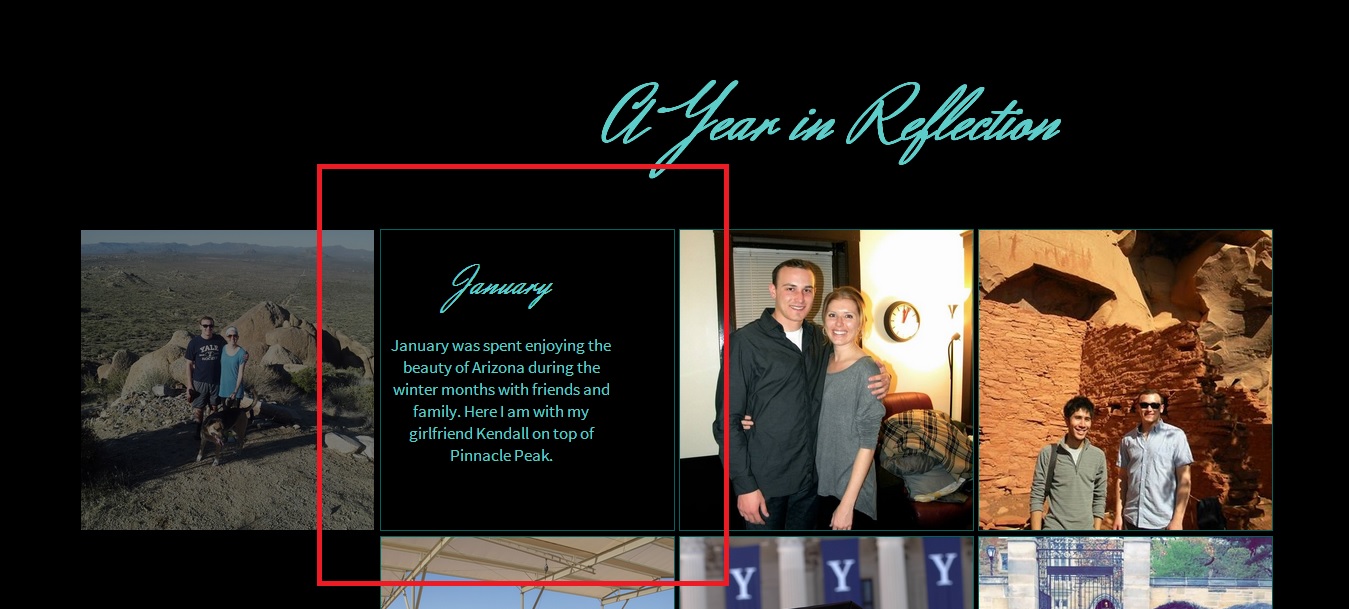 A Year in Reflection
January
January was spent enjoying the
beauty of Arizona during the
winter months with friends and
family. Here I am with my
girlfriend Kendall on top of
Pinnacle Peak.
YALE
Y
Y Y Y